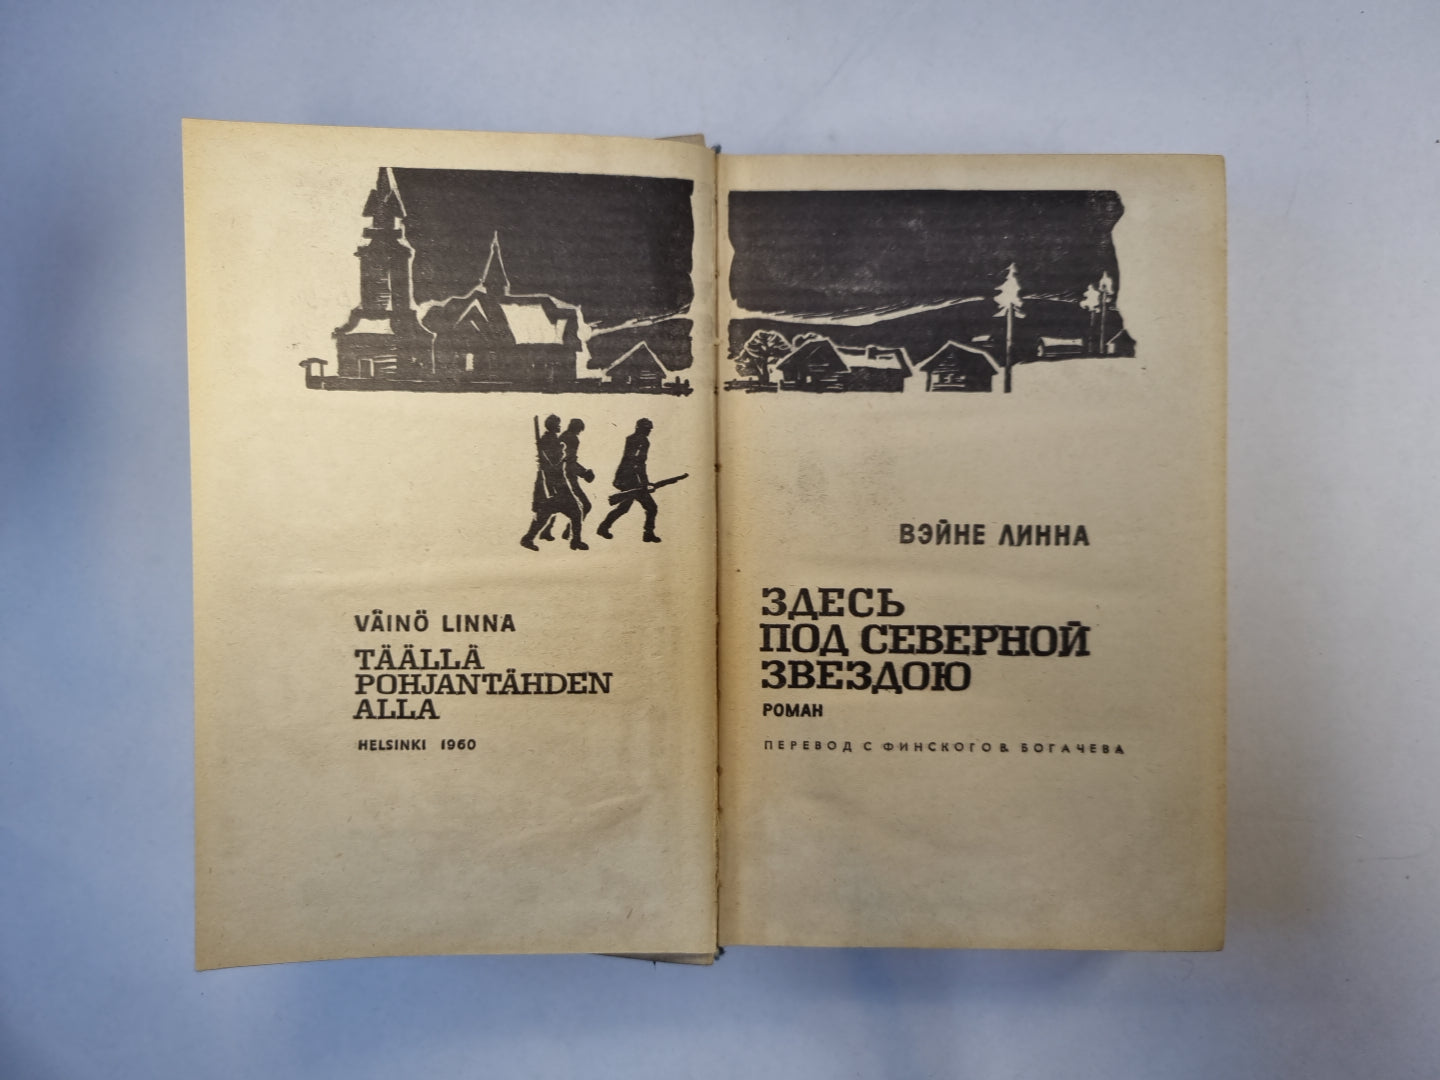 VÄINÖ LINNA
TÄÄLLÄ
POHJANTÄHDEN
ALLA
HELSINKI 1960
ВЭЙНЕ ЛИННА
ЗДЕСЬ
ПОД СЕВЕРНОЙ
ЗВЕЗДОЮ
РОМАН
ПЕРЕВОД С ФИНСКОГО В. БОГАЧЕВА